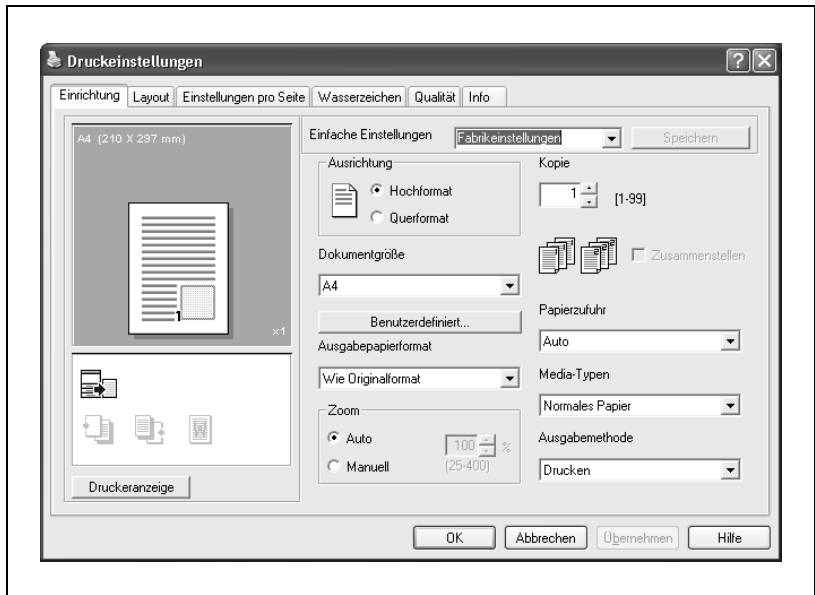 Druckeinstellungen
Einrichtung Layout Einstellungen pro Seite Wasserzeichen Qualität Info
A4 (210 X 297 mm)
1
x1
Druckeranzeige
Einfache Einstellungen Fabrikeinstellungen Speichern
Ausrichtung
Hochformat
Querformat
Dokumentgröße
A4
Benutzerdefiniert...
Ausgabepapierformat
Wie Originalformat
Zoom
Auto 100 %
Manuell (25-400)
Kopie
1 [1-99]
Zusammenstellen
Papierzufuhr
Auto
Media-Typen
Normales Papier
Ausgabemethode
Drucken
OK Abbrechen Übernehmen Hilfe